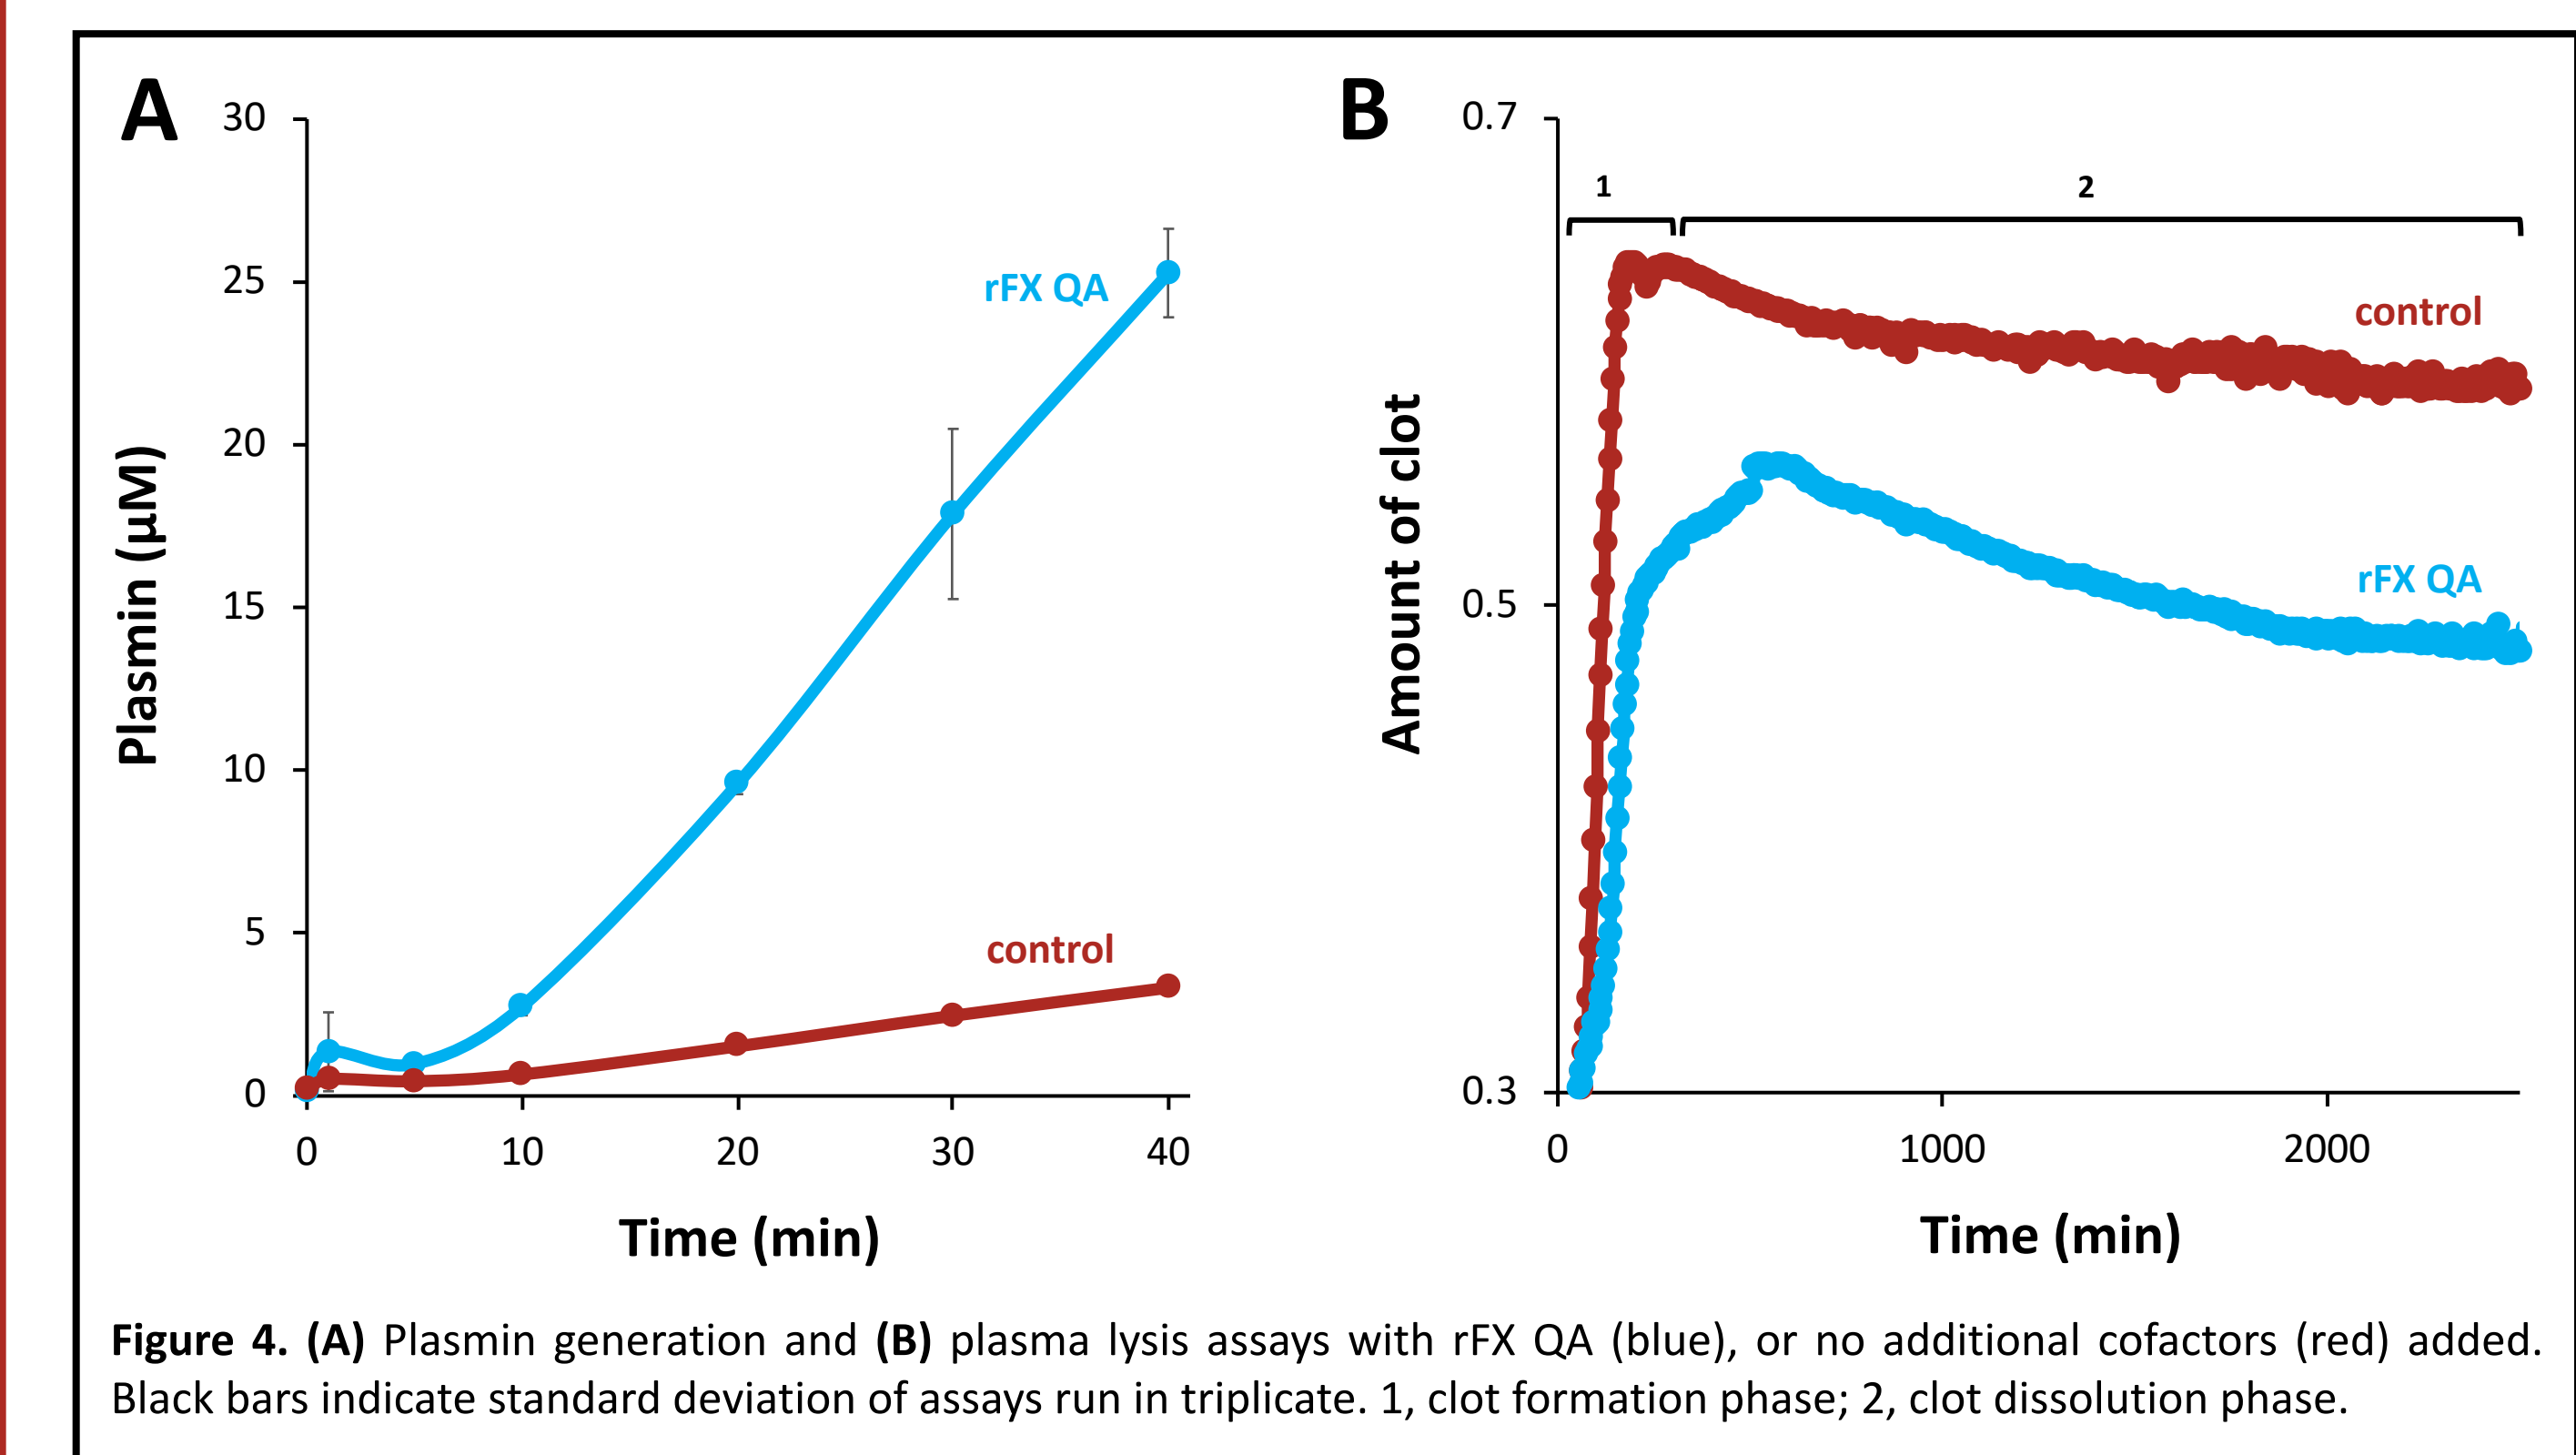 A
30
25
20
15
10
5
0
Plasmin (µM)
rFX QA
control
0 10 20 30 40
Time (min)
B
0.7
0.5
0.3
Amount of clot
1 2
control
rFX QA
0 1000 2000
Time (min)
Figure 4. (A) Plasmin generation and (B) plasma lysis assays with rFX QA (blue), or no additional cofactors (red) added.
Black bars indicate standard deviation of assays run in triplicate. 1, clot formation phase; 2, clot dissolution phase.